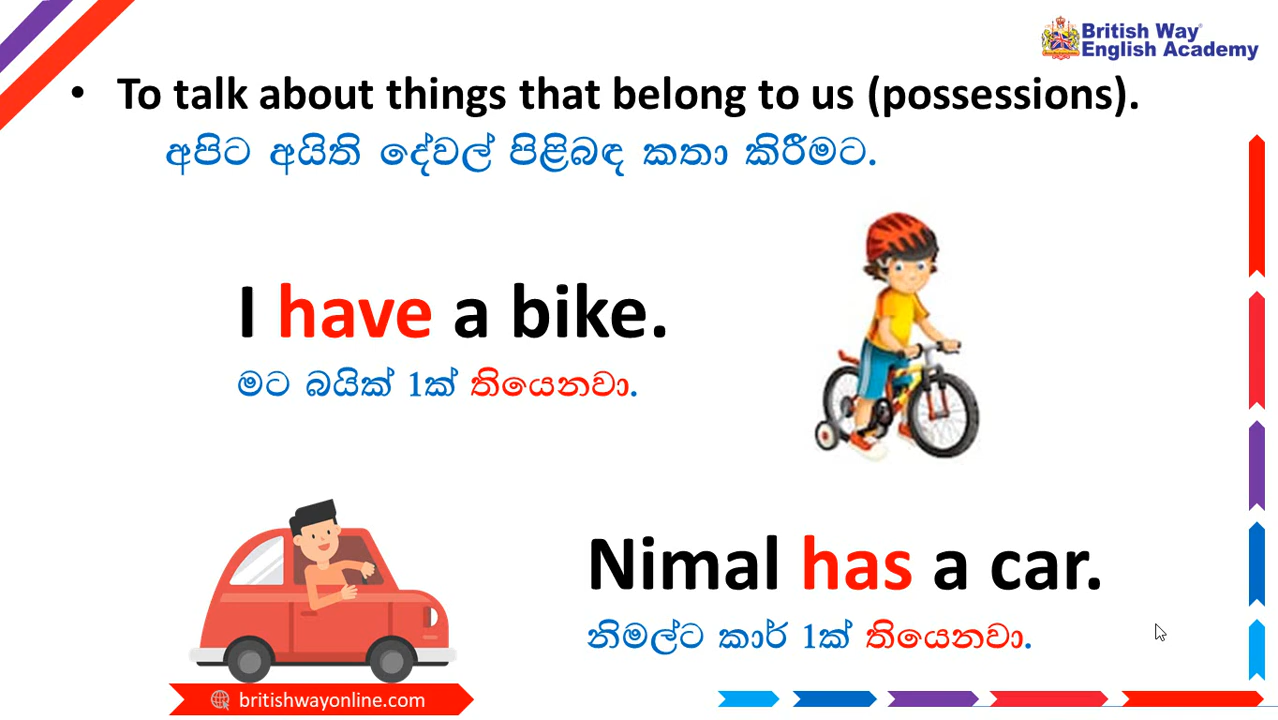 British Way
English Academy
• To talk about things that belong to us (possessions).
අපිට අයිති දේවල් පිළිබඳ කතා කිරීමට.
I have a bike.
මට බයික් 1ක් තියෙනවා.
Nimal has a car.
නිමල්ට කාර් 1ක් තියෙනවා.
britishwayonline.com